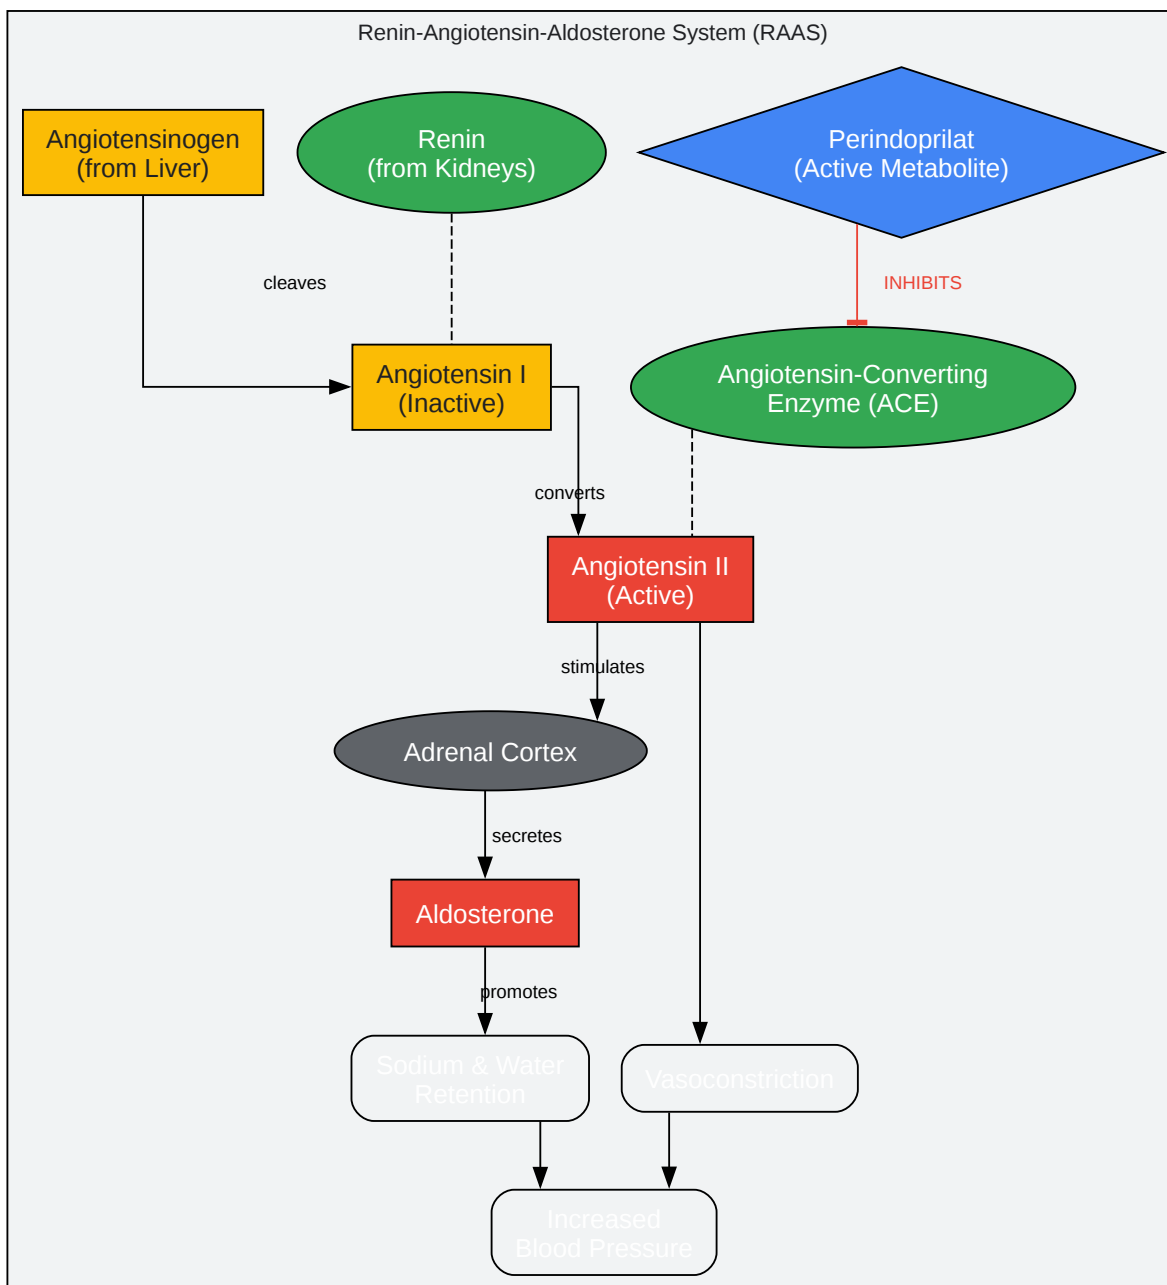 Renin-Angiotensin-Aldosterone System (RAAS)
Angiotensinogen
(from Liver)
Renin
(from Kidneys)
Perindoprilat
(Active Metabolite)
cleaves
INHIBITS
Angiotensin I
(Inactive)
Angiotensin-Converting
Enzyme (ACE)
converts
Angiotensin II
(Active)
stimulates
Adrenal Cortex
secretes
Aldosterone
promotes
Sodium & Water
Retention
Vasoconstriction
Increased
Blood Pressure